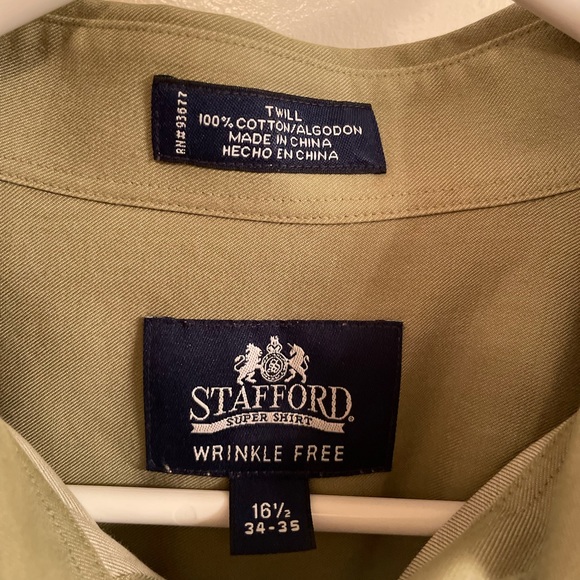 RN# 93677
TWILL
100% COTTON/ALGODON
MADE IN CHINA
HECHO EN CHINA
STAFFORD®
SUPER SHIRT
WRINKLE FREE
16½
34-35